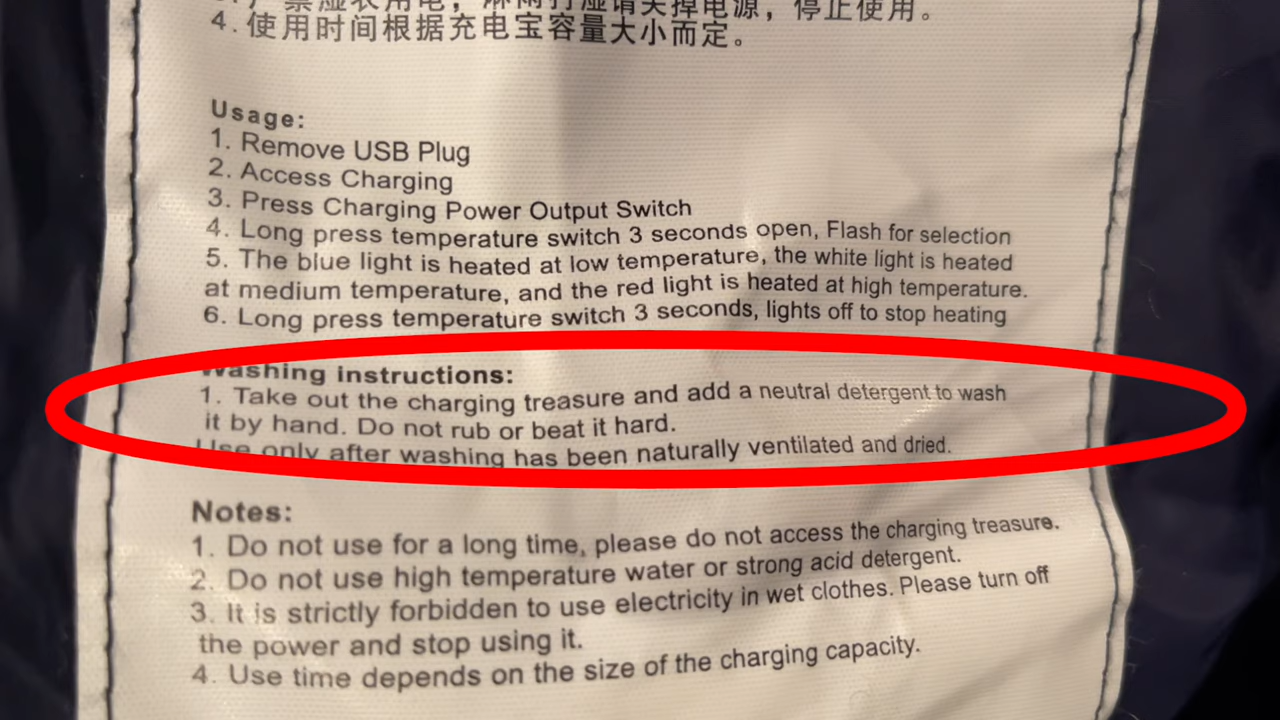 4.使用时间根据充电宝容量大小而定。
Usage:
1. Remove USB Plug
2. Access Charging
3. Press Charging Power Output Switch
4. Long press temperature switch 3 seconds open, Flash for selection
5. The blue light is heated at low temperature, the white light is heated
at medium temperature, and the red light is heated at high temperature.
6. Long press temperature switch 3 seconds, lights off to stop heating
Washing instructions:
1. Take out the charging treasure and add a neutral detergent to wash
it by hand. Do not rub or beat it hard.
Use only after washing has been naturally ventilated and dried.
Notes:
1. Do not use for a long time, please do not access the charging treasure.
2. Do not use high temperature water or strong acid detergent.
3. It is strictly forbidden to use electricity in wet clothes. Please turn off
the power and stop using it.
4. Use time depends on the size of the charging capacity.